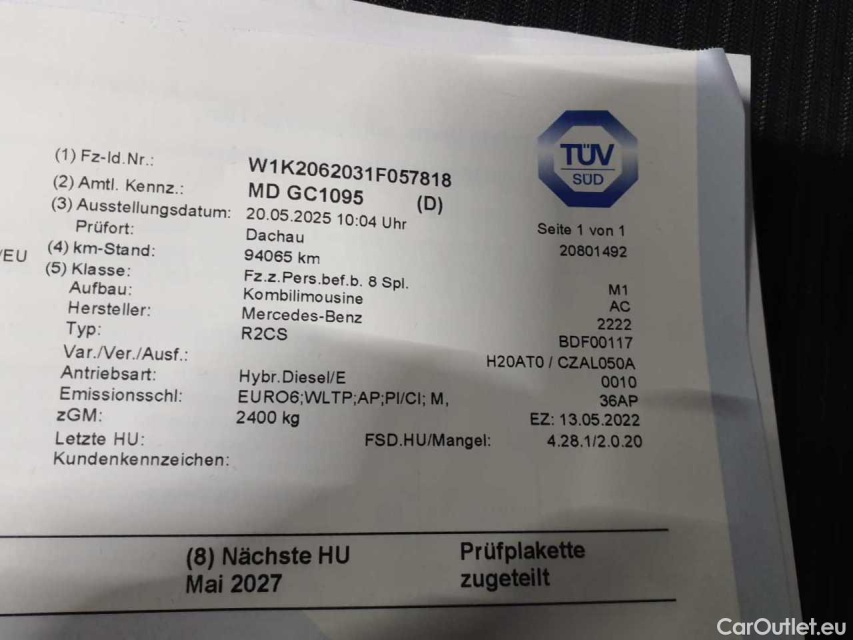 TÜV
SÜD
(1) Fz-Id.Nr.: W1K2062031F057818
(2) Amtl. Kennz.: MD GC1095 (D)
(3) Ausstellungsdatum: 20.05.2025 10:04 Uhr Seite 1 von 1
Prüfort: Dachau 20801492
/EU (4) km-Stand: 94065 km
(5) Klasse: Fz.z.Pers.bef.b. 8 Spl. M1
Aufbau: Kombilimousine AC
Hersteller: Mercedes-Benz 2222
Typ: R2CS BDF00117
Var./Ver./Ausf.: H20AT0 / CZAL050A
Antriebsart: Hybr.Diesel/E 0010
Emissionsschl: EURO6;WLTP;AP;PI/CI; M, 36AP
zGM: 2400 kg EZ: 13.05.2022
Letzte HU: FSD.HU/Mangel: 4.28.1/2.0.20
Kundenkennzeichen:
(8) Nächste HU Prüfplakette
Mai 2027 zugeteilt
CarOutlet.eu